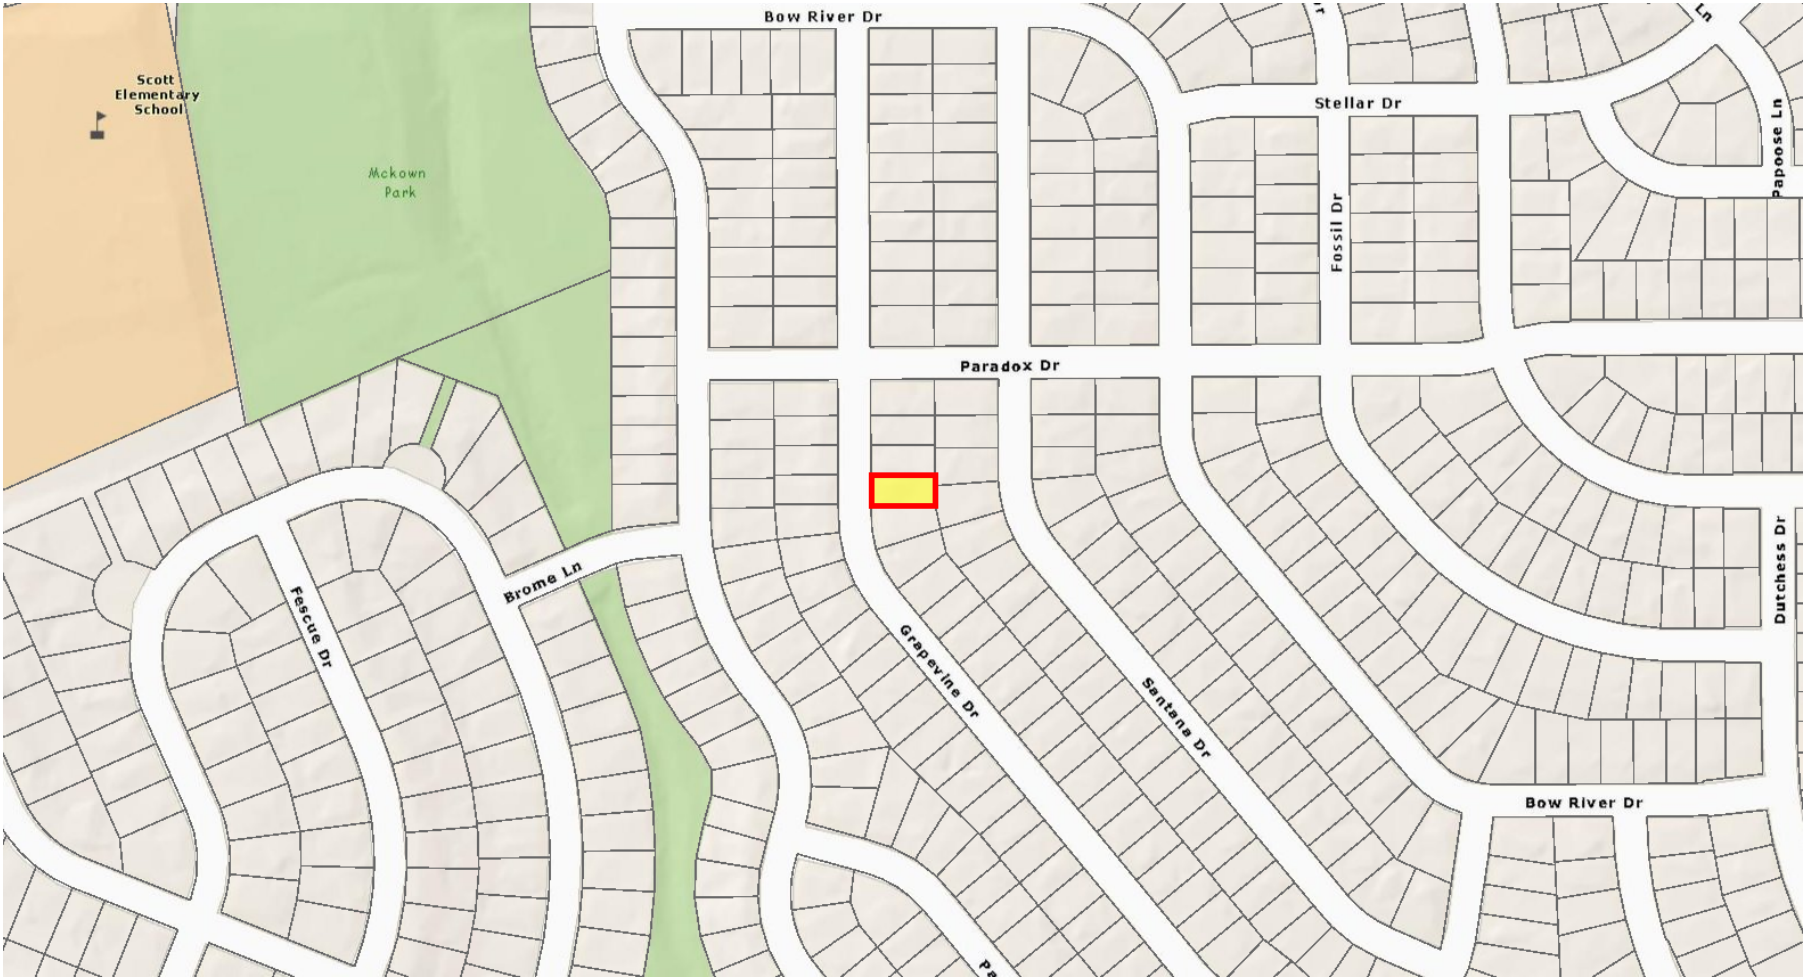 Bow River Dr
Ln
Scott
Elementary
School
Stellar Dr
Papoose Ln
Mckown
Park
Fossil Dr
Paradox Dr
Dutchess Dr
Brome Ln
Fescue Dr
Grapevine Dr
Santana Dr
Bow River Dr